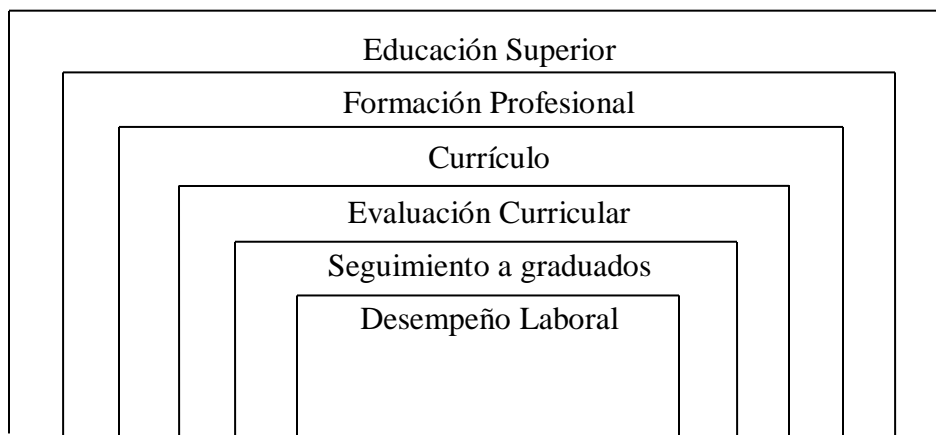 Educación Superior
Formación Profesional
Currículo
Evaluación Curricular
Seguimiento a graduados
Desempeño Laboral